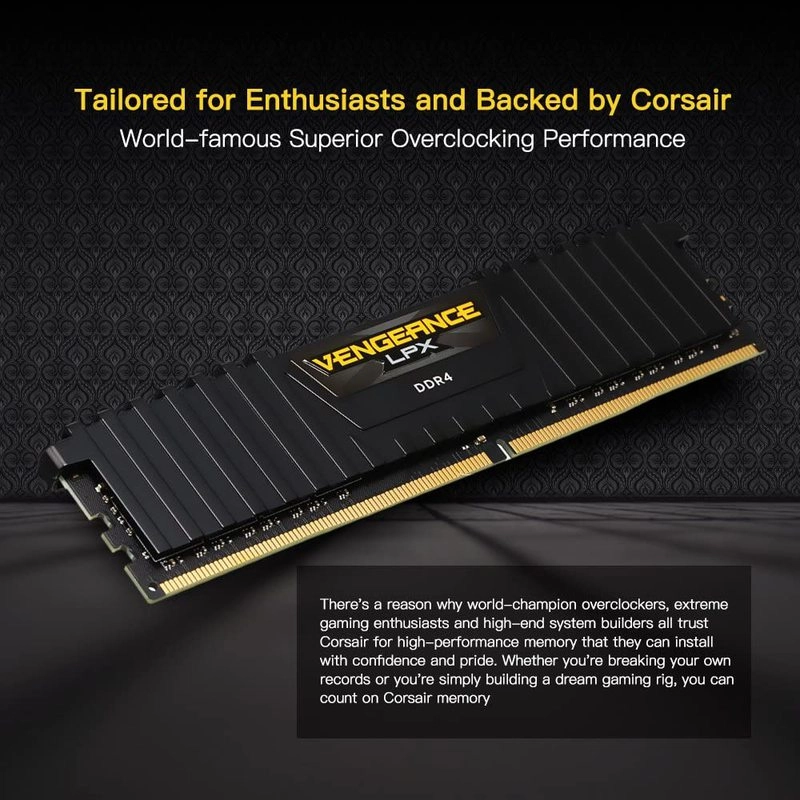 Tailored for Enthusiasts and Backed by Corsair
World-famous Superior Overclocking Performance
VENGEANCE
LPX
DDR4
There's a reason why world-champion overclockers, extreme
gaming enthusiasts and high-end system builders all trust
Corsair for high-performance memory that they can install
with confidence and pride. Whether you're breaking your own
records or you're simply building a dream gaming rig, you can
count on Corsair memory